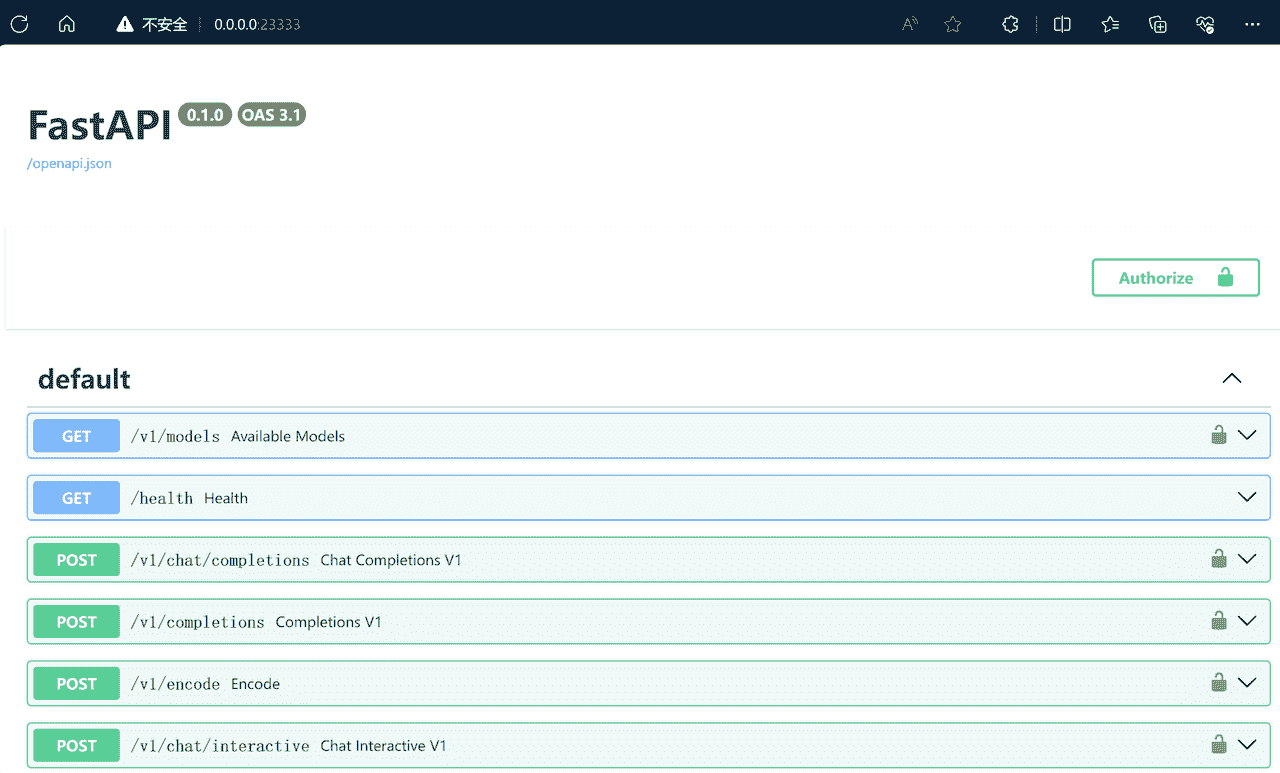 不安全 0.0.0.0:23333
FastAPI 0.1.0 OAS 3.1
/openapi.json
Authorize
default
GET /v1/models Available Models
GET /health Health
POST /v1/chat/completions Chat Completions V1
POST /v1/completions Completions V1
POST /v1/encode Encode
POST /v1/chat/interactive Chat Interactive V1